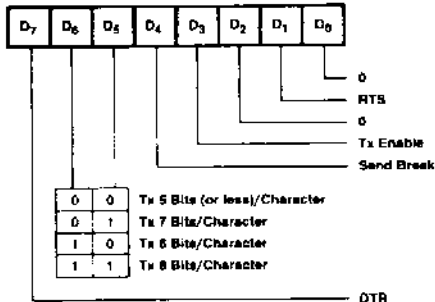 D7 D6 D5 D4 D3 D2 D1 D0
0
RTS
0
Tx Enable
Send Break
0 0 Tx 5 Bits (or less)/Character
0 1 Tx 7 Bits/Character
1 0 Tx 6 Bits/Character
1 1 Tx 8 Bits/Character
DTR